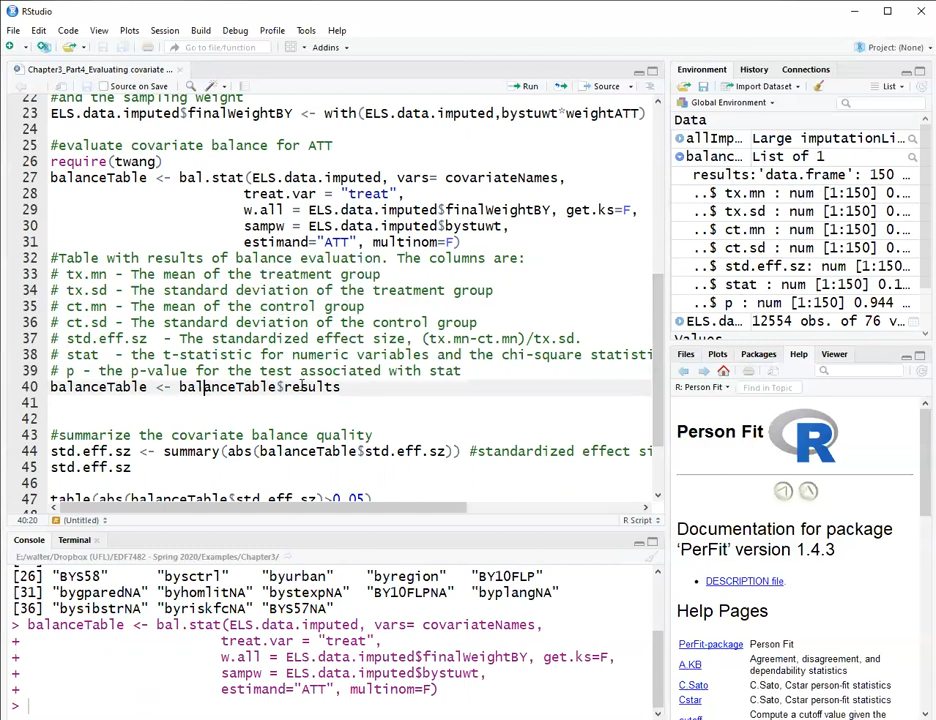 RStudio
File Edit Code View Plots Session Build Debug Profile Tools Help
Go to file/function Addins Project: (None)
Chapter3_Part4_Evaluating covariate ...
Source on Save Run Source
22 #and the sampling weight
23 ELS.data.imputed$finalWeightBY <- with(ELS.data.imputed,bystuwt*weightATT)
24
25 #evaluate covariate balance for ATT
26 require(twang)
27 balanceTable <- bal.stat(ELS.data.imputed, vars= covariateNames,
28 treat.var = "treat",
29 w.all = ELS.data.imputed$finalWeightBY, get.ks=F,
30 sampw = ELS.data.imputed$bystuwt,
31 estimand="ATT", multinom=F)
32 #Table with results of balance evaluation. The columns are:
33 # tx.mn - The mean of the treatment group
34 # tx.sd - The standard deviation of the treatment group
35 # ct.mn - The mean of the control group
36 # ct.sd - The standard deviation of the control group
37 # std.eff.sz - The standardized effect size, (tx.mn-ct.mn)/tx.sd.
38 # stat - the t-statistic for numeric variables and the chi-square statisti
39 # p - the p-value for the test associated with stat
40 balanceTable <- balanceTable$results
41
42
43 #summarize the covariate balance quality
44 std.eff.sz <- summary(abs(balanceTable$std.eff.sz)) #standardized effect si
45 std.eff.sz
46
47 table(abs(balanceTable$std.eff.sz)>0.05)
40:20 (Untitled) R Script
Console Terminal
E:/walter/Dropbox (UFL)/EDF7482 - Spring 2020/Examples/Chapter3/
[26] "BYS58" "bysctrl" "byurban" "byregion" "BY10FLP"
[31] "bygparedNA" "byhomlitNA" "bystexpNA" "BY10FLPNA" "byplangNA"
[36] "bysibstrNA" "byriskfcNA" "BYS57NA"
> balanceTable <- bal.stat(ELS.data.imputed, vars= covariateNames,
+ treat.var = "treat",
+ w.all = ELS.data.imputed$finalWeightBY, get.ks=F,
+ sampw = ELS.data.imputed$bystuwt,
+ estimand="ATT", multinom=F)
>
Environment History Connections
Import Dataset List
Global Environment
Data
allImp… Large imputationLi…
balanc… List of 1
results:'data.frame': 150 …
..$ tx.mn : num [1:150] 0.…
..$ tx.sd : num [1:150] 0.…
..$ ct.mn : num [1:150] 0.…
..$ ct.sd : num [1:150] 0.…
..$ std.eff.sz: num [1:150…
..$ stat : num [1:150] 0.1…
..$ p : num [1:150] 0.944 …
ELS.da… 12554 obs. of 76 v…
Values
Files Plots Packages Help Viewer
R: Person Fit Find in Topic
Person Fit
Documentation for package
‘PerFit’ version 1.4.3
DESCRIPTION file.
Help Pages
PerFit-package Person Fit
A.KB Agreement, disagreement, and
dependability statistics
C.Sato C.Sato, Cstar person-fit statistics
Cstar C.Sato, Cstar person-fit statistics
cutoff Compute a cutoff value given the